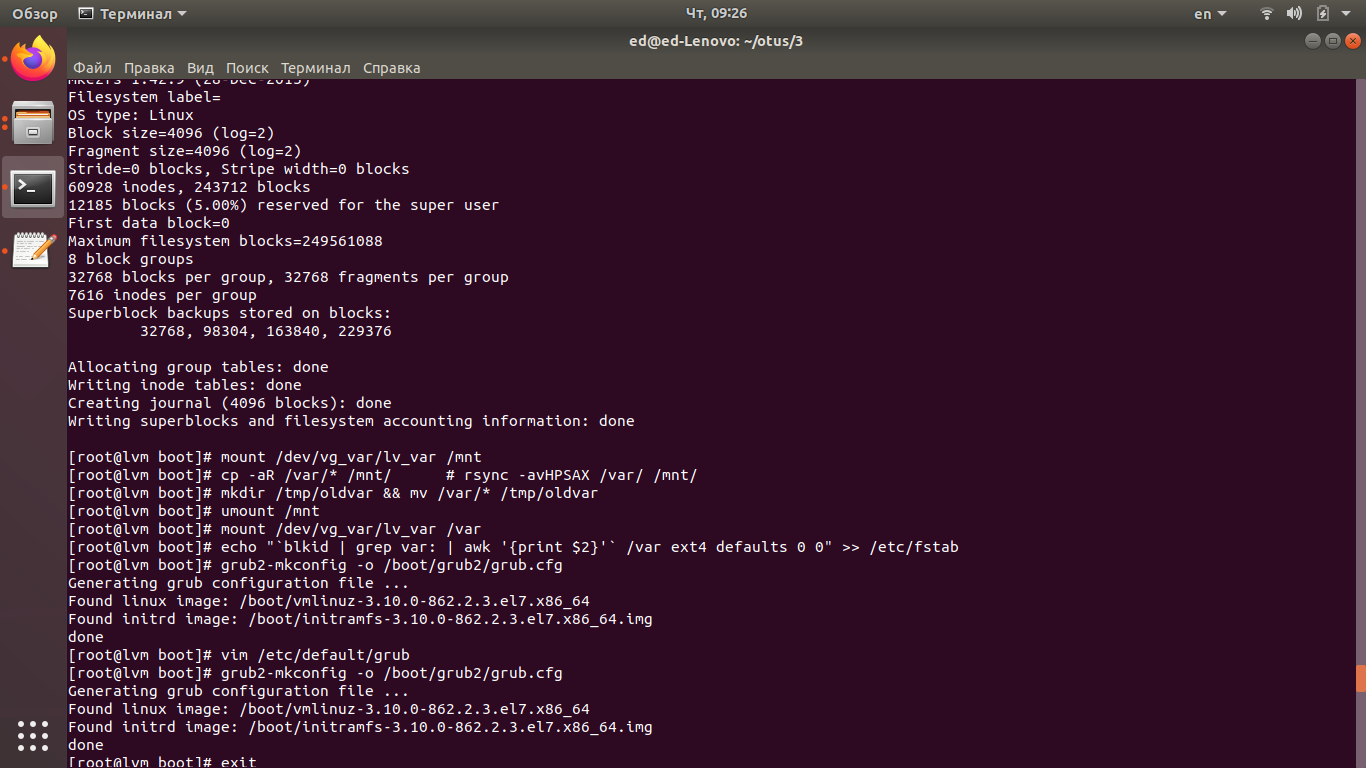 Обзор Терминал Чт, 09:26 en
ed@ed-Lenovo: ~/otus/3
Файл Правка Вид Поиск Терминал Справка
mke2fs 1.42.9 (28-Dec-2013)
Filesystem label=
OS type: Linux
Block size=4096 (log=2)
Fragment size=4096 (log=2)
Stride=0 blocks, Stripe width=0 blocks
60928 inodes, 243712 blocks
12185 blocks (5.00%) reserved for the super user
First data block=0
Maximum filesystem blocks=249561088
8 block groups
32768 blocks per group, 32768 fragments per group
7616 inodes per group
Superblock backups stored on blocks:
        32768, 98304, 163840, 229376
Allocating group tables: done
Writing inode tables: done
Creating journal (4096 blocks): done
Writing superblocks and filesystem accounting information: done
[root@lvm boot]# mount /dev/vg_var/lv_var /mnt
[root@lvm boot]# cp -aR /var/* /mnt/      # rsync -avHPSAX /var/ /mnt/
[root@lvm boot]# mkdir /tmp/oldvar && mv /var/* /tmp/oldvar
[root@lvm boot]# umount /mnt
[root@lvm boot]# mount /dev/vg_var/lv_var /var
[root@lvm boot]# echo "`blkid | grep var: | awk '{print $2}'` /var ext4 defaults 0 0" >> /etc/fstab
[root@lvm boot]# grub2-mkconfig -o /boot/grub2/grub.cfg
Generating grub configuration file ...
Found linux image: /boot/vmlinuz-3.10.0-862.2.3.el7.x86_64
Found initrd image: /boot/initramfs-3.10.0-862.2.3.el7.x86_64.img
done
[root@lvm boot]# vim /etc/default/grub
[root@lvm boot]# grub2-mkconfig -o /boot/grub2/grub.cfg
Generating grub configuration file ...
Found linux image: /boot/vmlinuz-3.10.0-862.2.3.el7.x86_64
Found initrd image: /boot/initramfs-3.10.0-862.2.3.el7.x86_64.img
done
[root@lvm boot]# exit